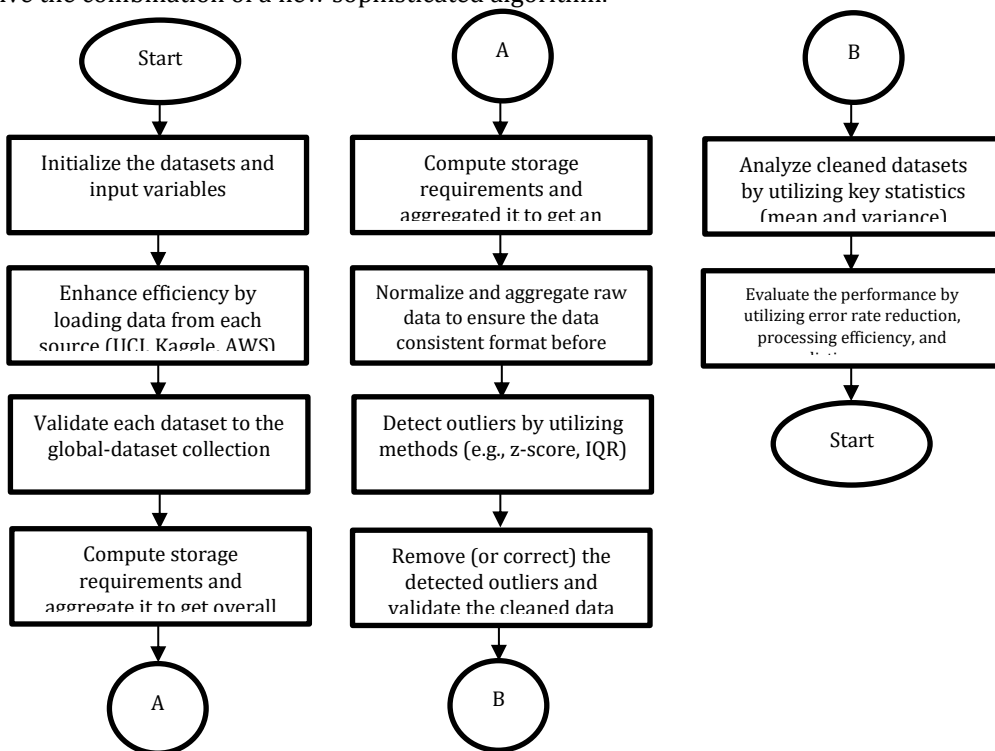 ive the combination of a new sophisticated algorithm.
Start
Initialize the datasets and
input variables
Enhance efficiency by
loading data from each
source (UCI, Kaggle, AWS)
Validate each dataset to the
global-dataset collection
Compute storage
requirements and
aggregate it to get overall
A
A
Compute storage
requirements and
aggregated it to get an
Normalize and aggregate raw
data to ensure the data
consistent format before
Detect outliers by utilizing
methods (e.g., z-score, IQR)
Remove (or correct) the
detected outliers and
validate the cleaned data
B
B
Analyze cleaned datasets
by utilizing key statistics
(mean and variance)
Evaluate the performance by
utilizing error rate reduction,
processing efficiency, and
Start